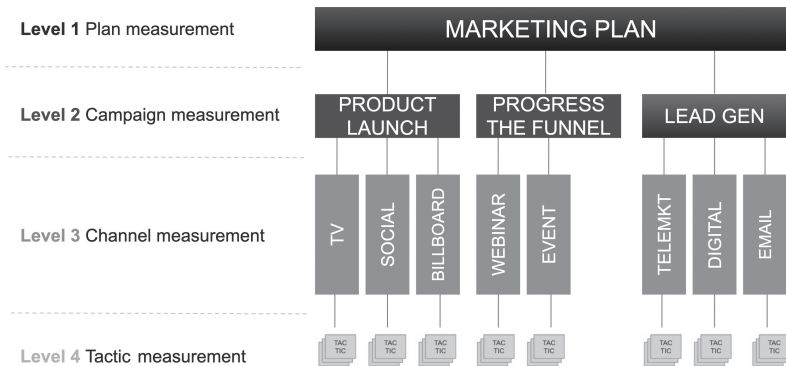 Level 1 Plan measurement
MARKETING PLAN
Level 2 Campaign measurement
PRODUCT
LAUNCH
PROGRESS
THE FUNNEL
LEAD GEN
Level 3 Channel measurement
TV
SOCIAL
BILLBOARD
WEBINAR
EVENT
TELEMKT
DIGITAL
EMAIL
Level 4 Tactic measurement
TAC
TIC
TAC
TIC
TAC
TIC
TAC
TIC
TAC
TIC
TAC
TIC
TAC
TIC
TAC
TIC